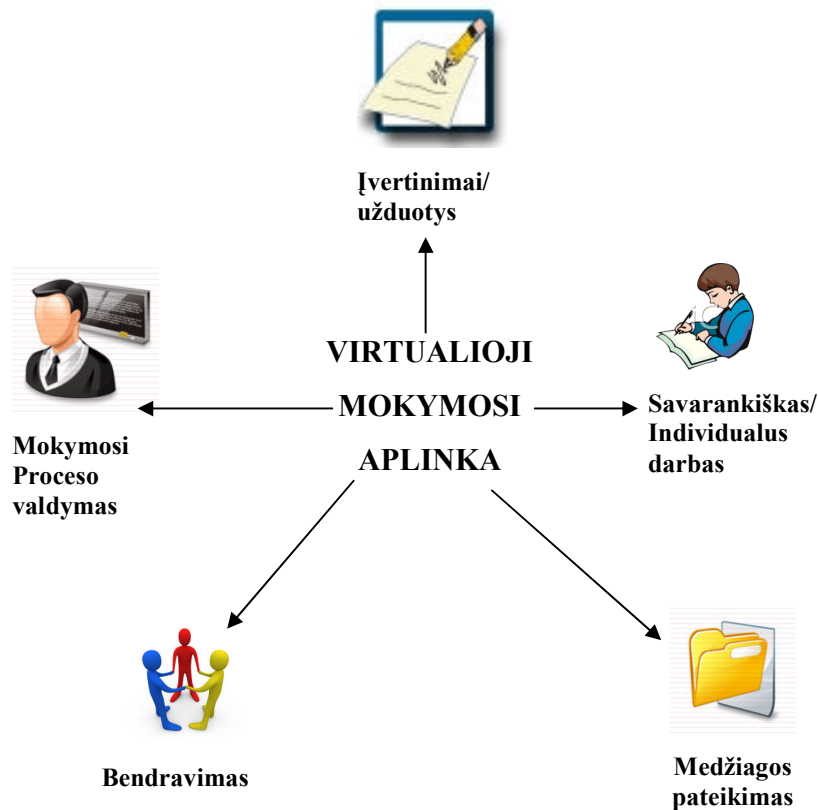 Įvertinimai/
užduotys
VIRTUALIOJI
MOKYMOSI
APLINKA
Savarankiškas/
Individualus
darbas
Mokymosi
Proceso
valdymas
Bendravimas
Medžiagos
pateikimas